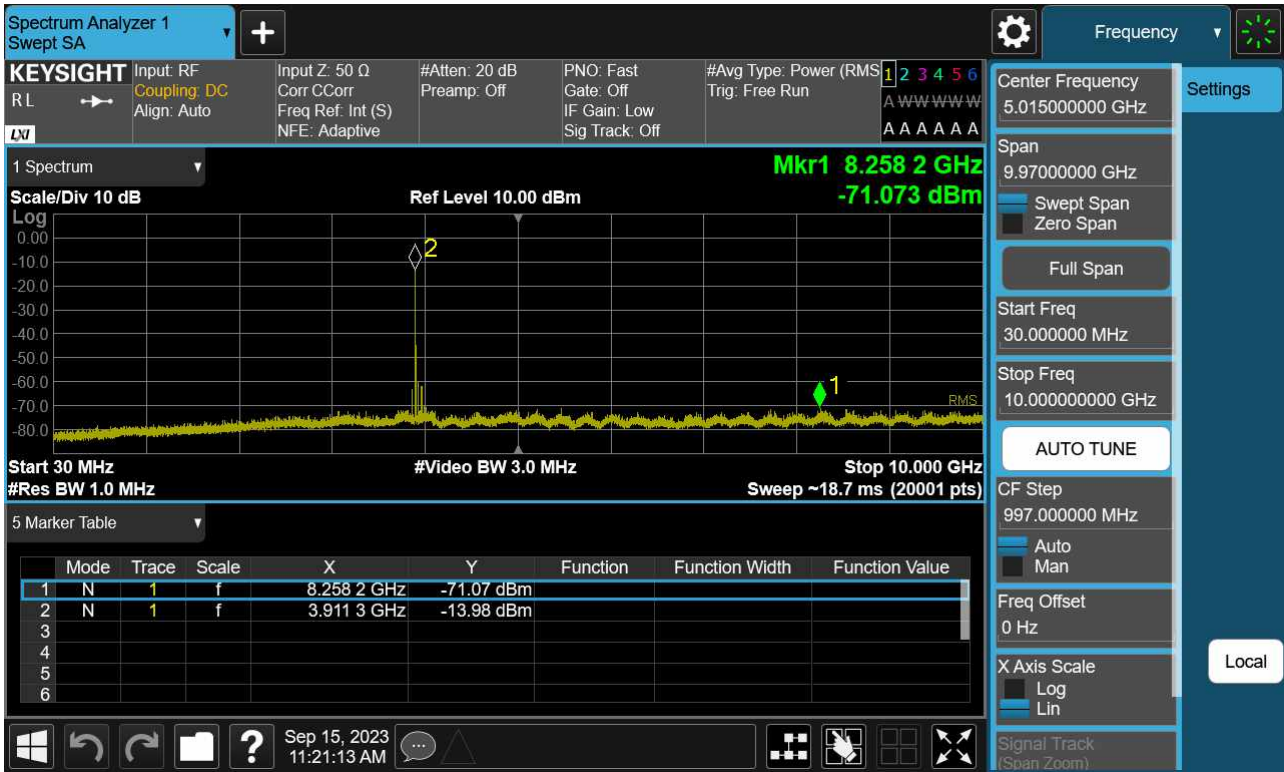 Spectrum Analyzer 1
Swept SA
+
Frequency
KEYSIGHT
RL
LXI
Input: RF
Coupling: DC
Align: Auto
Input Z: 50 Ω
Corr CCorr
Freq Ref: Int (S)
NFE: Adaptive
#Atten: 20 dB
Preamp: Off
PNO: Fast
Gate: Off
IF Gain: Low
Sig Track: Off
#Avg Type: Power (RMS
Trig: Free Run
1 2 3 4 5 6
A W W W W W
A A A A A A
1 Spectrum
Mkr1 8.258 2 GHz
-71.073 dBm
Scale/Div 10 dB
Ref Level 10.00 dBm
Log
0.00
-10.0
-20.0
-30.0
-40.0
-50.0
-60.0
-70.0
-80.0
2
1
RMS
Start 30 MHz
#Video BW 3.0 MHz
Stop 10.000 GHz
#Res BW 1.0 MHz
Sweep ~18.7 ms (20001 pts)
5 Marker Table
Mode Trace Scale X Y Function Function Width Function Value
1 N 1 f 8.258 2 GHz -71.07 dBm
2 N 1 f 3.911 3 GHz -13.98 dBm
3
4
5
6
?
Sep 15, 2023
11:21:13 AM
Center Frequency
5.015000000 GHz
Span
9.97000000 GHz
Swept Span
Zero Span
Full Span
Start Freq
30.000000 MHz
Stop Freq
10.000000000 GHz
AUTO TUNE
CF Step
997.000000 MHz
Auto
Man
Freq Offset
0 Hz
X Axis Scale
Log
Lin
Signal Track
(Span Zoom)
Settings
Local